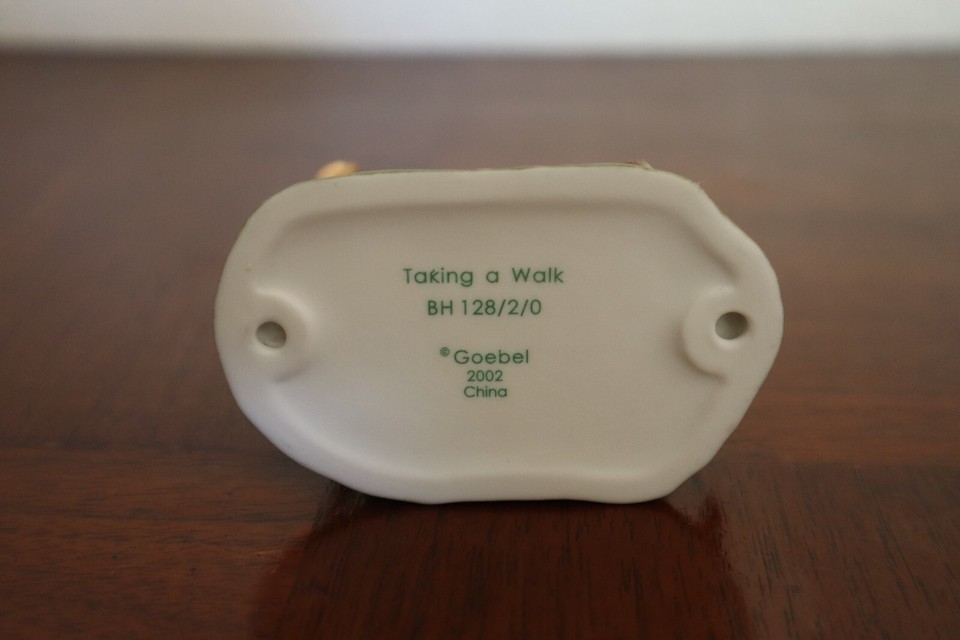 Taking a Walk
BH 128/2/0
©Goebel
2002
China